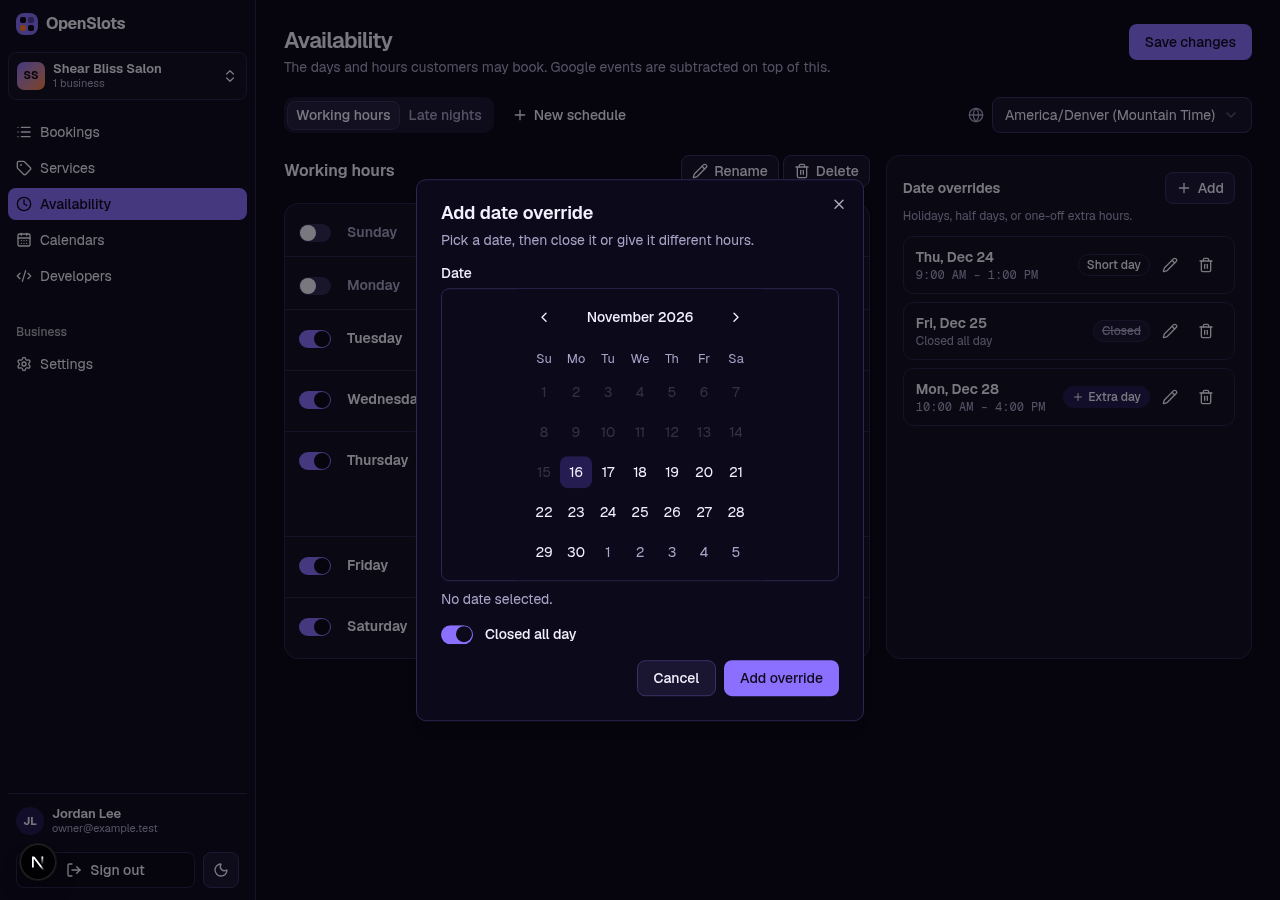 OpenSlots
SS
Shear Bliss Salon
1 business
Bookings
Services
Availability
Calendars
Developers
Business
Settings
JL
Jordan Lee
owner@example.test
N
Sign out
Availability
The days and hours customers may book. Google events are subtracted on top of this.
Save changes
Working hours
Late nights
New schedule
America/Denver (Mountain Time)
Working hours
Rename
Delete
Sunday
Monday
Tuesday
Wednesda
Thursday
Friday
Saturday
Add date override
Pick a date, then close it or give it different hours.
Date
November 2026
Su Mo Tu We Th Fr Sa
1 2 3 4 5 6 7
8 9 10 11 12 13 14
15 16 17 18 19 20 21
22 23 24 25 26 27 28
29 30 1 2 3 4 5
No date selected.
Closed all day
Cancel
Add override
Date overrides
Add
Holidays, half days, or one-off extra hours.
Thu, Dec 24
9:00 AM – 1:00 PM
Short day
Fri, Dec 25
Closed all day
Closed
Mon, Dec 28
10:00 AM – 4:00 PM
Extra day